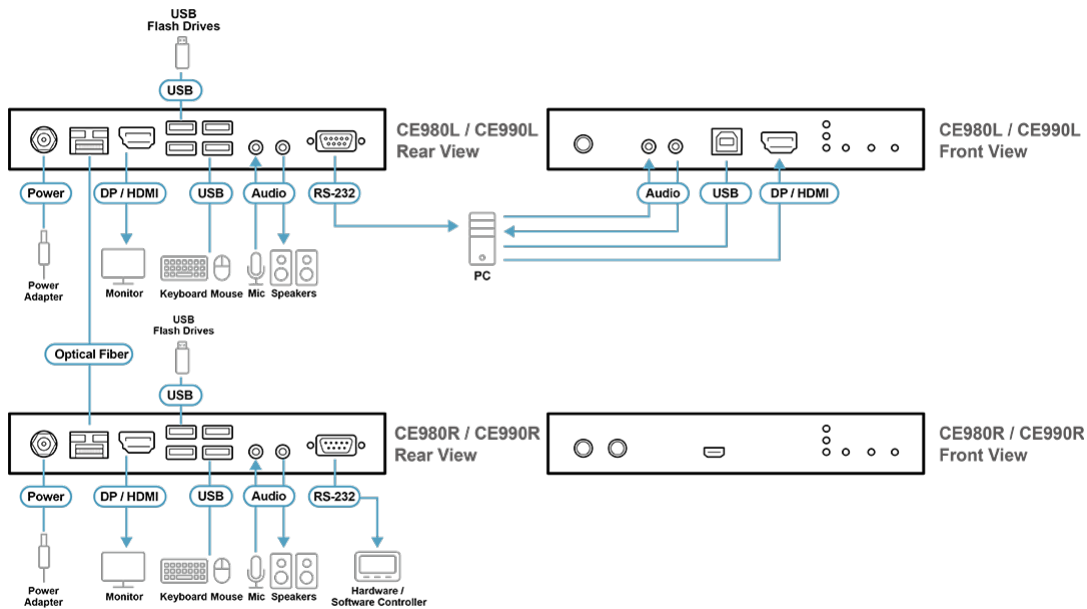 USB
Flash Drives
USB
CE980L / CE990L
Rear View
CE980L / CE990L
Front View
Power
DP / HDMI
USB
Audio
RS-232
Audio
USB
DP / HDMI
PC
Power
Adapter
Monitor
Keyboard Mouse
Mic
Speakers
USB
Flash Drives
Optical Fiber
USB
CE980R / CE990R
Rear View
CE980R / CE990R
Front View
Power
DP / HDMI
USB
Audio
RS-232
Power
Adapter
Monitor
Keyboard Mouse
Mic
Speakers
Hardware /
Software Controller